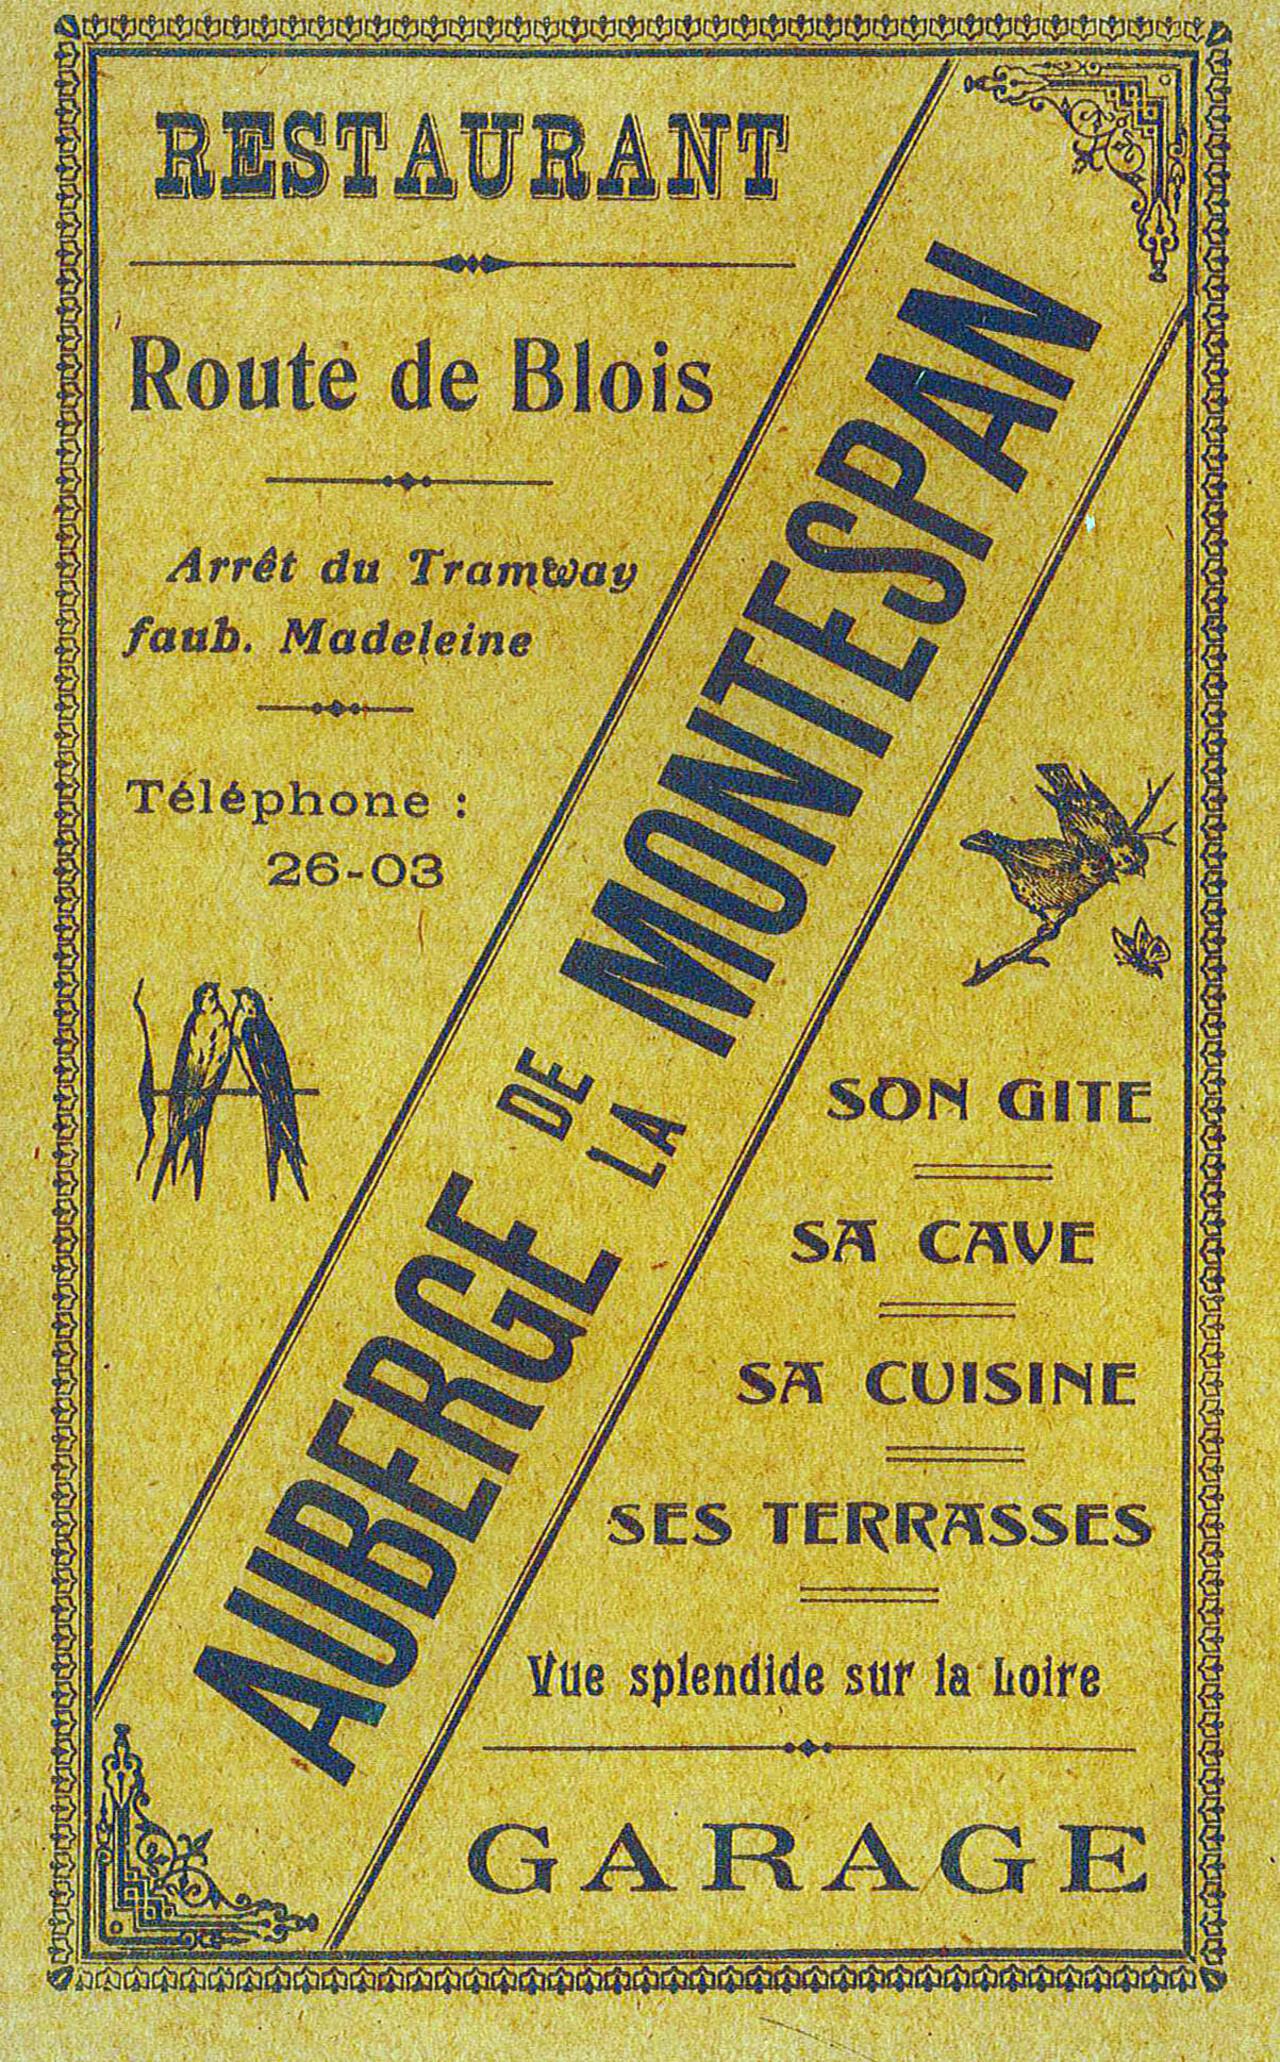 RESTAURANT
Route de Blois
Arrêt du Tramway
faub. Madeleine
Téléphone :
26-03
AUBERGE DE LA MONTESPAN
SON GITE
SA CAVE
SA CUISINE
SES TERRASSES
Vue splendide sur la Loire
GARAGE